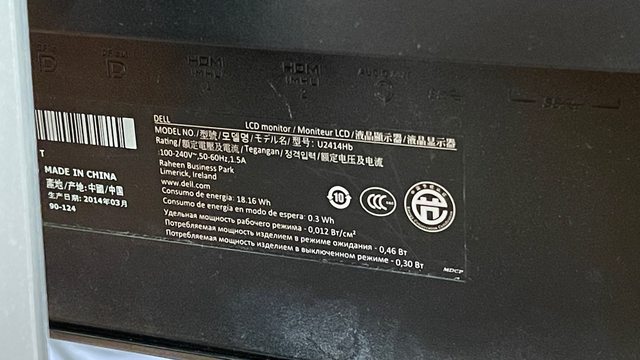 HDMI
HDMI
2
DELL
LCD monitor / Moniteur LCD / 液晶顯示器/液晶显示器
MODEL NO./型號/모델명/モデル名/型号: U2414Hb
Rating/額定電壓及電流/Tegangan/정격입력/额定电压及电流
:100-240V~,50-60Hz,1.5A
Raheen Business Park
Limerick, Ireland
www.dell.com
Consumo de energia: 18.16 Wh
Consumo de energía en modo de espera: 0.3 Wh
Удельная мощность рабочего режима - 0,012 Вт/см²
Потребляемая мощность изделием в режиме ожидания - 0,46 Вт
Потребляемая мощность изделием в выключенном режиме - 0,30 Вт
MADE IN CHINA
產地/产地: 中國/中国
生产日期: 2014年03月
90-124
10
CCC
MDCP